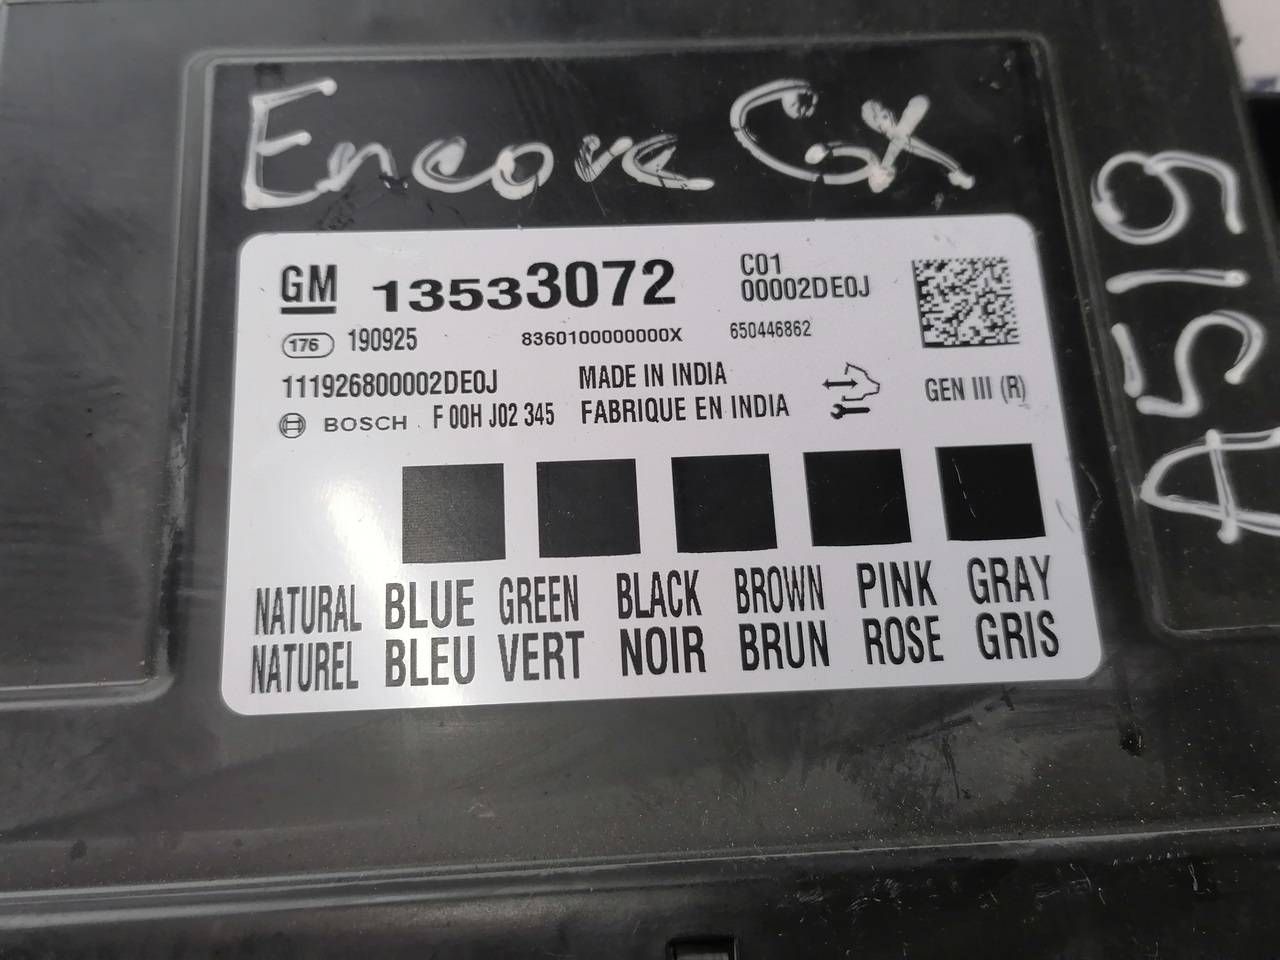 Encore GX
A519
GM 13533072 C01
00002DE0J
176 190925 8360100000000X 650446862
111926800002DE0J MADE IN INDIA GEN III (R)
BOSCH F 00H J02 345 FABRIQUE EN INDIA
NATURAL BLUE GREEN BLACK BROWN PINK GRAY
NATUREL BLEU VERT NOIR BRUN ROSE GRIS